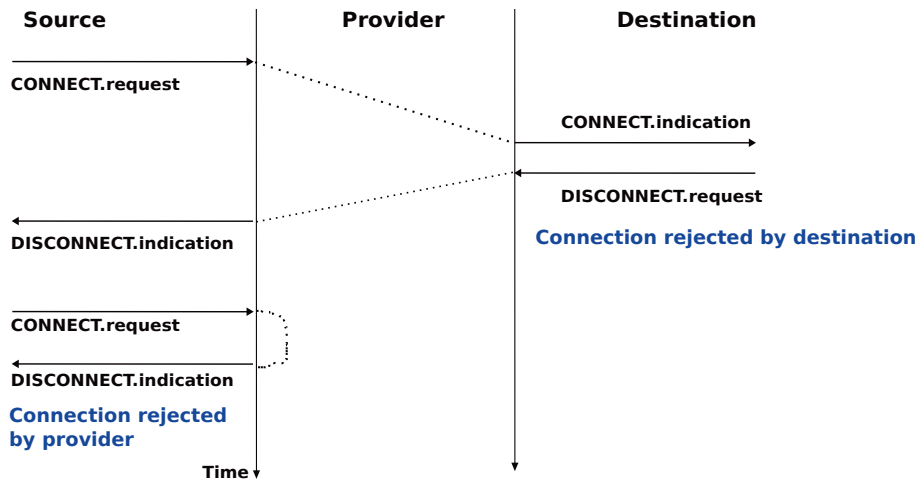 Source
Provider
Destination
CONNECT.request
CONNECT.indication
DISCONNECT.request
DISCONNECT.indication
Connection rejected by destination
CONNECT.request
DISCONNECT.indication
Connection rejected
by provider
Time